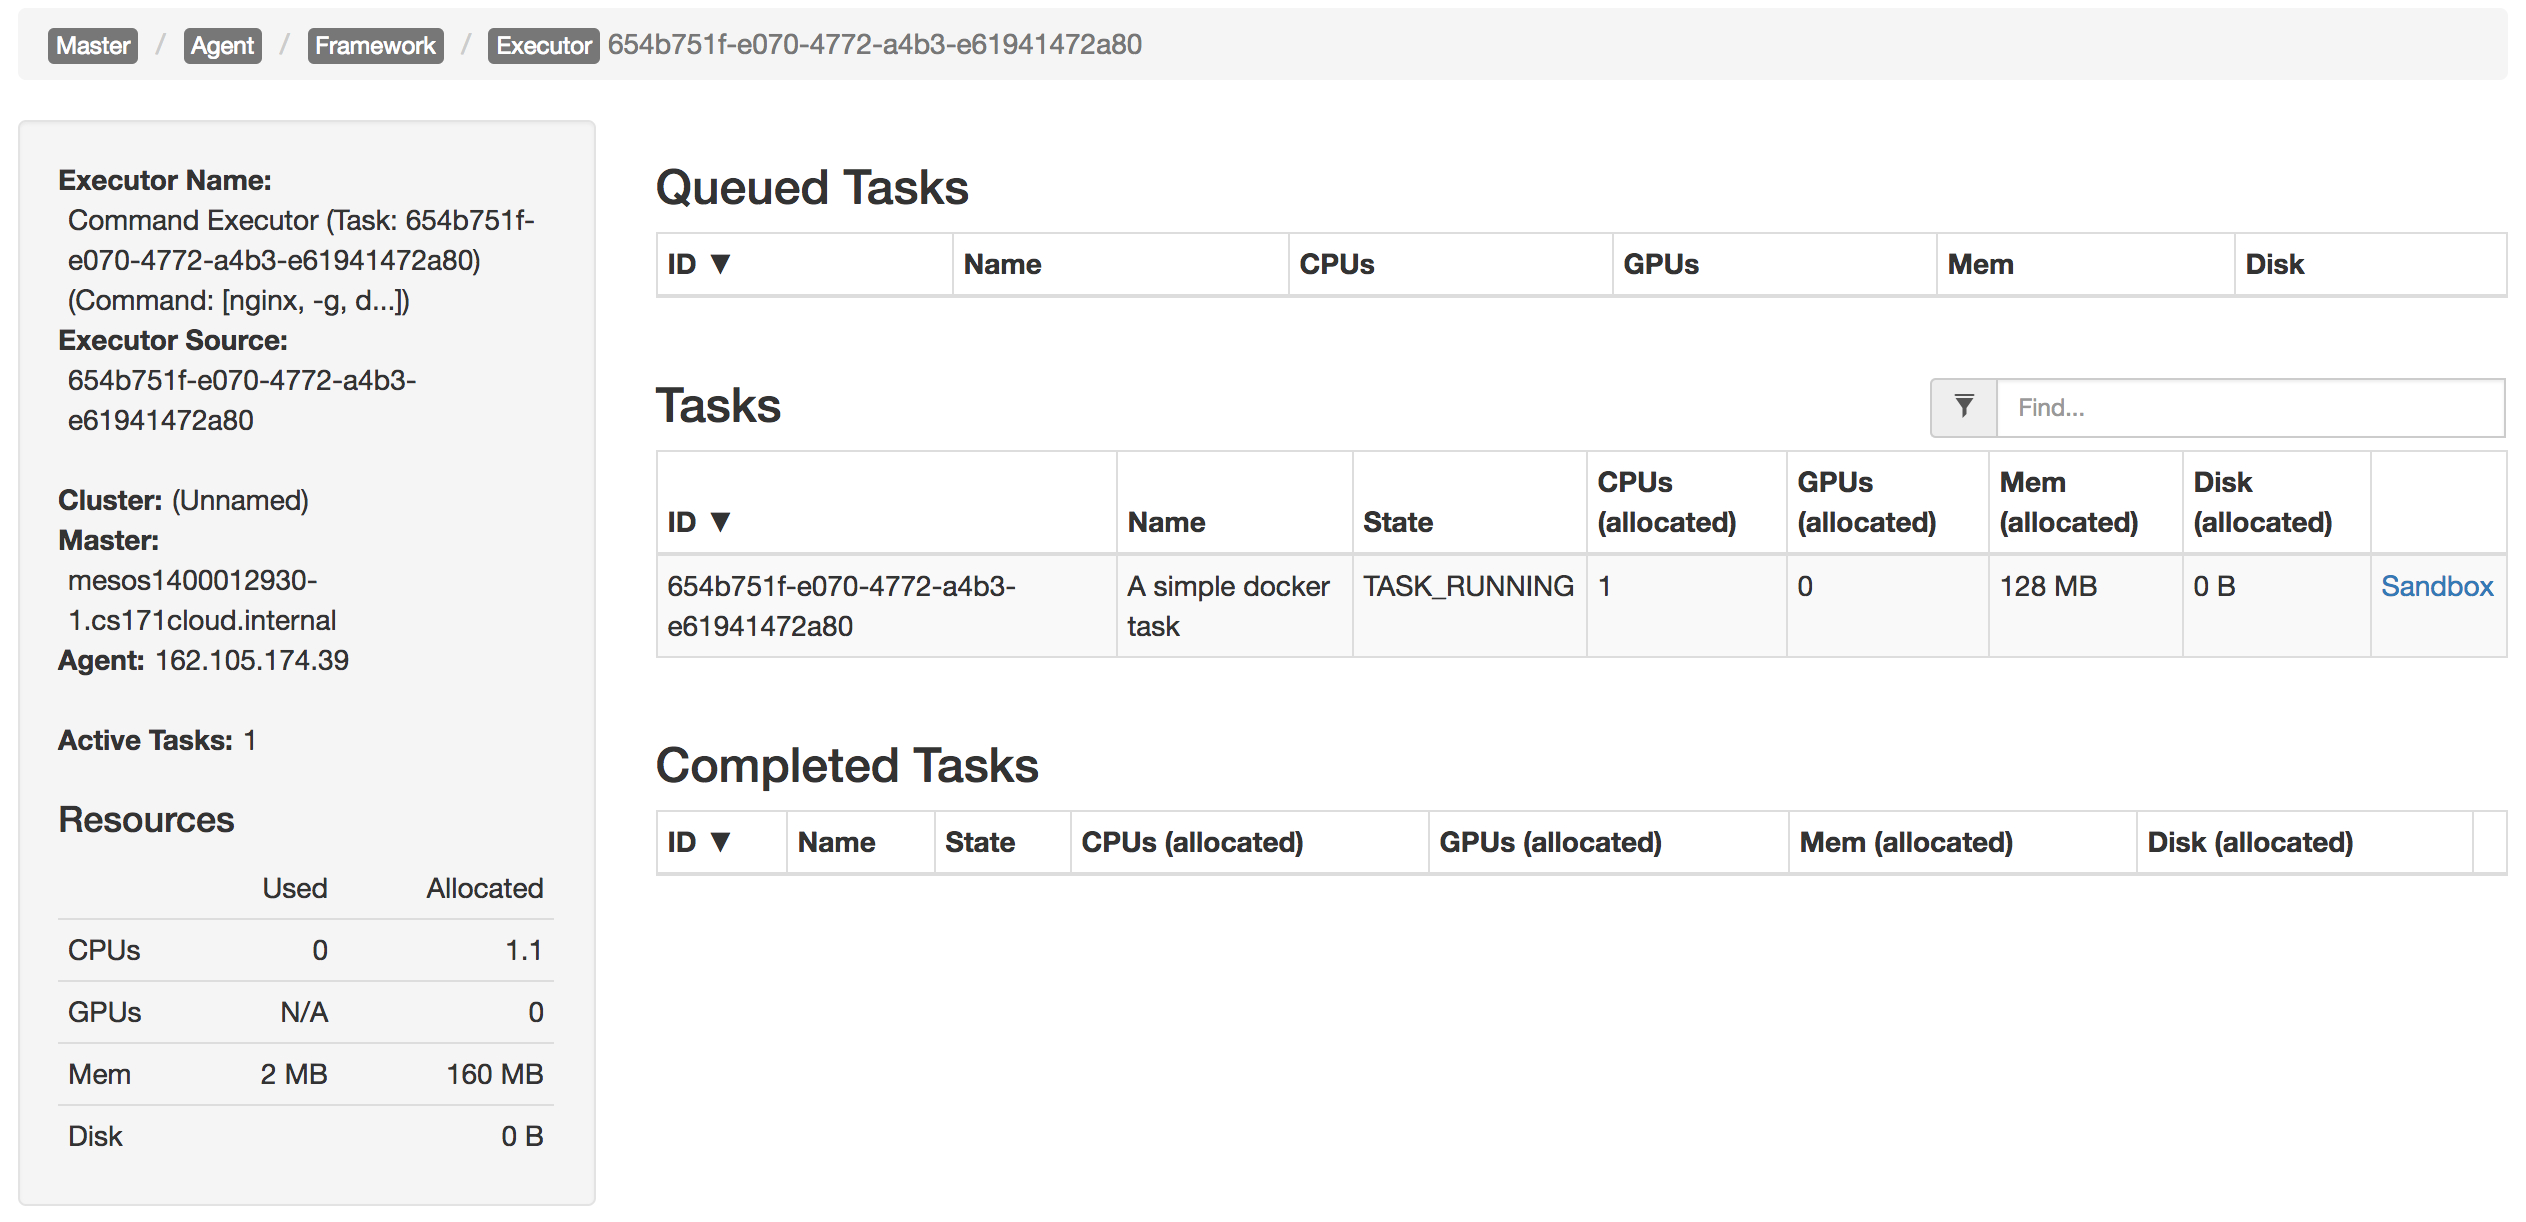 Master / Agent / Framework / Executor 654b751f-e070-4772-a4b3-e61941472a80
Executor Name:
Command Executor (Task: 654b751f-
e070-4772-a4b3-e61941472a80)
(Command: [nginx, -g, d...])
Executor Source:
654b751f-e070-4772-a4b3-
e61941472a80
Cluster: (Unnamed)
Master:
mesos1400012930-
1.cs171cloud.internal
Agent: 162.105.174.39
Active Tasks: 1
Resources
Used Allocated
CPUs 0 1.1
GPUs N/A 0
Mem 2 MB 160 MB
Disk 0 B
Queued Tasks
ID ▼ Name CPUs GPUs Mem Disk
Tasks
Find...
ID ▼ Name State CPUs (allocated) GPUs (allocated) Mem (allocated) Disk (allocated)
654b751f-e070-4772-a4b3- A simple docker TASK_RUNNING 1 0 128 MB 0 B Sandbox
e61941472a80 task
Completed Tasks
ID ▼ Name State CPUs (allocated) GPUs (allocated) Mem (allocated) Disk (allocated)